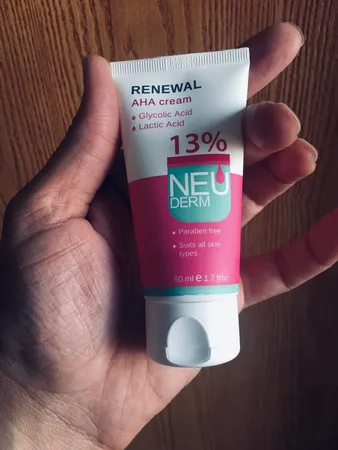 RENEWAL
AHA cream
Glycolic Acid
Lactic Acid
13%
NEU
DERM
• Paraben free
• Suits all skin
types
50 ml e 1.7 fl.oz